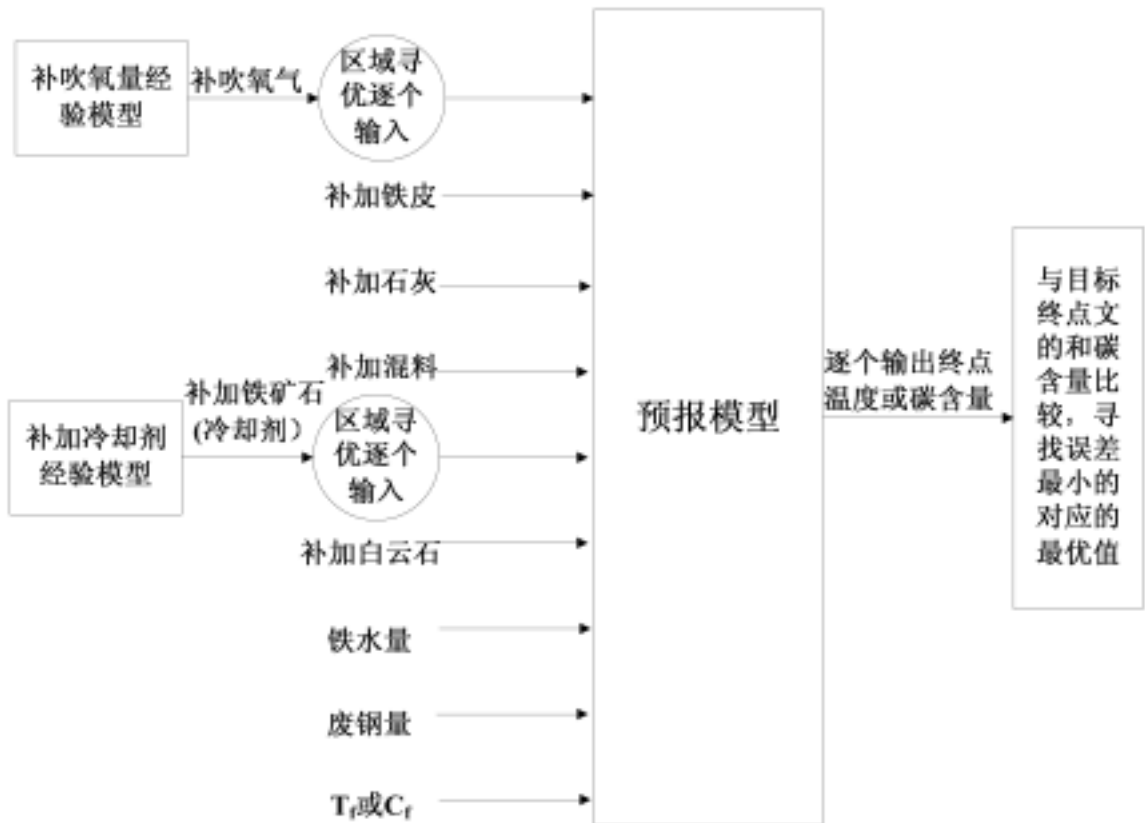 补吹氧量经
验模型
补吹氧气
区域寻
优逐个
输入
补加铁皮
补加石灰
补加混料
补加冷却剂
经验模型
补加铁矿石
(冷却剂）
区域寻
优逐个
输入
补加白云石
铁水量
废钢量
Tf或Cf
预报模型
逐个输出终点
温度或碳含量
与目标
终点文
的和碳
含量比
较，寻
找误差
最小的
对应的
最优值